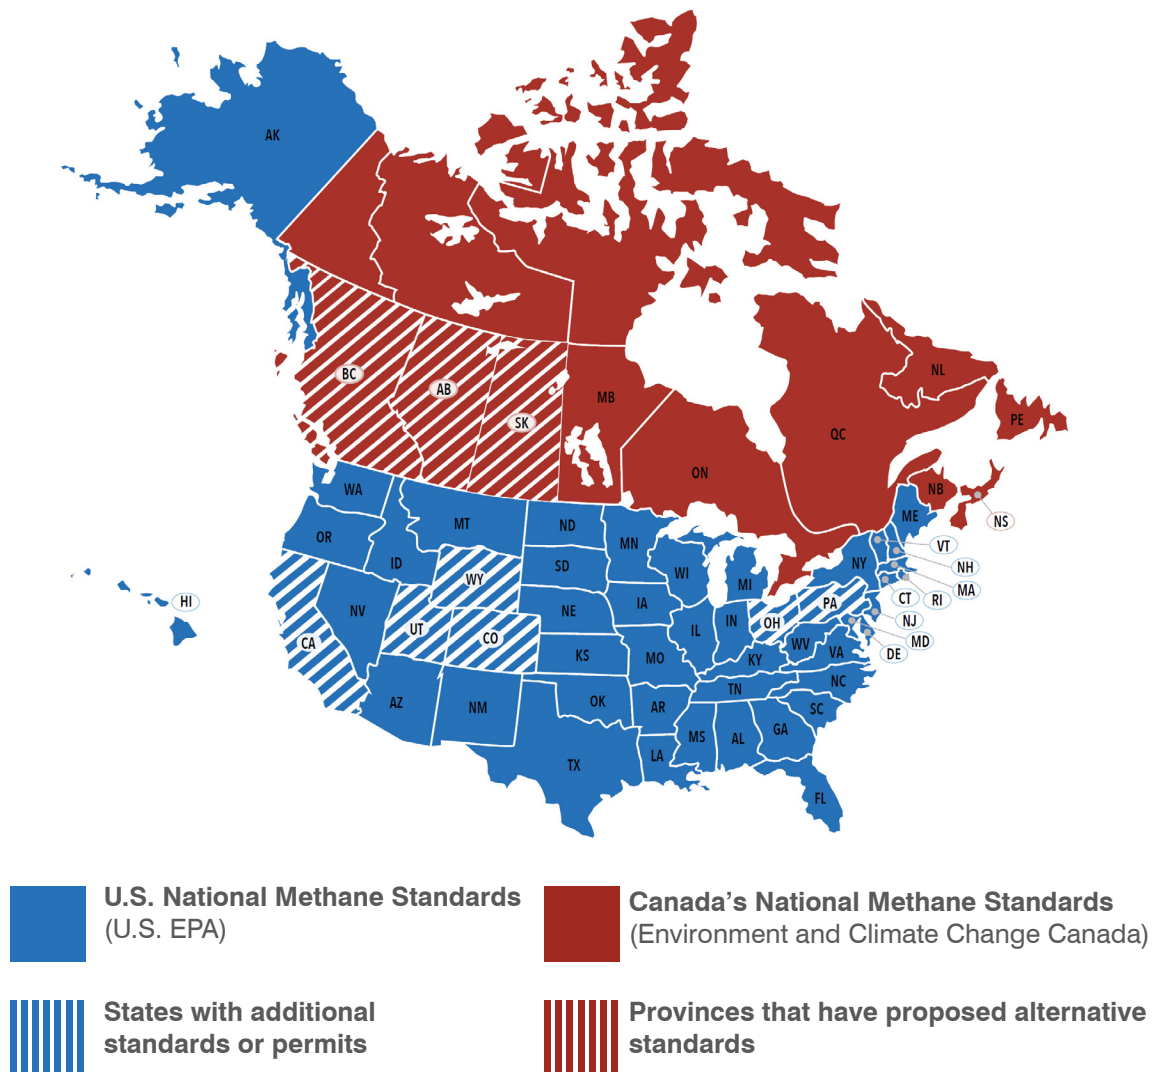 AK
BC
AB
SK
MB
ON
QC
NL
PE
NB
NS
WA
OR
ID
MT
ND
SD
MN
WI
MI
NY
ME
VT
NH
MA
RI
CT
NJ
MD
DE
PA
OH
IN
IL
IA
NE
WY
UT
CO
NV
CA
HI
AZ
NM
KS
MO
KY
WV
VA
NC
TN
SC
GA
AL
MS
AR
OK
TX
LA
FL
U.S. National Methane Standards
(U.S. EPA)
Canada’s National Methane Standards
(Environment and Climate Change Canada)
States with additional
standards or permits
Provinces that have proposed alternative
standards